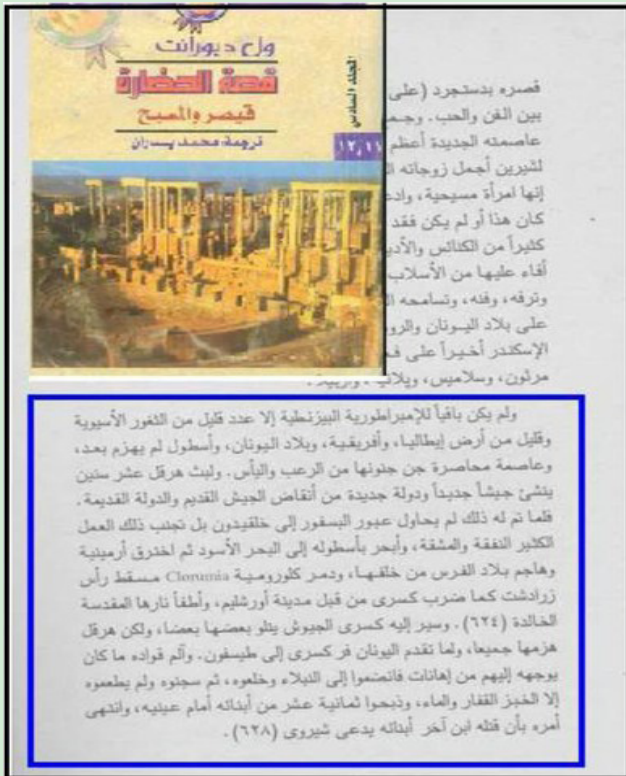 ول ديورانت
قصة الحضارة
قيصر والمسيح
ترجمة: محمد بدران
المجلد السادس
١٢,١١
قصره بدستجرد (على
بين الفن والحب. وجمع
عاصمته الجديدة أعظم
لشيرين أجمل زوجاته
إنها امرأة مسيحية، وادعى
كان هذا أو لم يكن فقد
كثيراً من الكنائس والأديرة
أفاء عليها من الأسلاب
وترفه، وفنه، وتسامحه
على بلاد اليونان والرومان
الإسكندر أخيراً على
مرثون، وسلاميس، وبلاتية، وأربيلا.
ولم يكن باقياً للإمبراطورية البيزنطية إلا عدد قليل من الثغور الأسيوية
وقليل من أرض إيطاليا، وأفريقية، وبلاد اليونان، وأسطول لم يهزم بعد،
وعاصمة محاصرة جن جنونها من الرعب واليأس. ولبث هرقل عشر سنين
ينشئ جيشاً جديداً ودولة جديدة من أنقاض الجيش القديم والدولة القديمة.
فلما تم له ذلك لم يحاول عبور البسفور إلى خلقيدون بل تجنب ذلك العمل
الكثير النفقة والمشقة، وأبحر بأسطوله إلى البحر الأسود ثم اخترق أرمينية
وهاجم بلاد الفرس من خلفها، ودمر كلورومية Clorumia مسقط رأس
زرادشت كما ضرب كسرى من قبل مدينة أورشليم، وأطفأ نارها المقدسة
الخالدة (٦٢٤). وسير إليه كسرى الجيوش يتلو بعضها بعضا، ولكن هرقل
هزمها جميعا، ولما تقدم اليونان فر كسرى إلى طيسفون. وآلم قواده ما كان
يوجهه إليهم من إهانات فانضموا إلى النبلاء وخلعوه، ثم سجنوه ولم يطعموه
إلا الخبز القفار والماء، وذبحوا ثمانية عشر من أبنائه أمام عينيه، وانتهى
أمره بأن قتله ابن آخر أبنائه يدعى شيروى (٦٢٨).